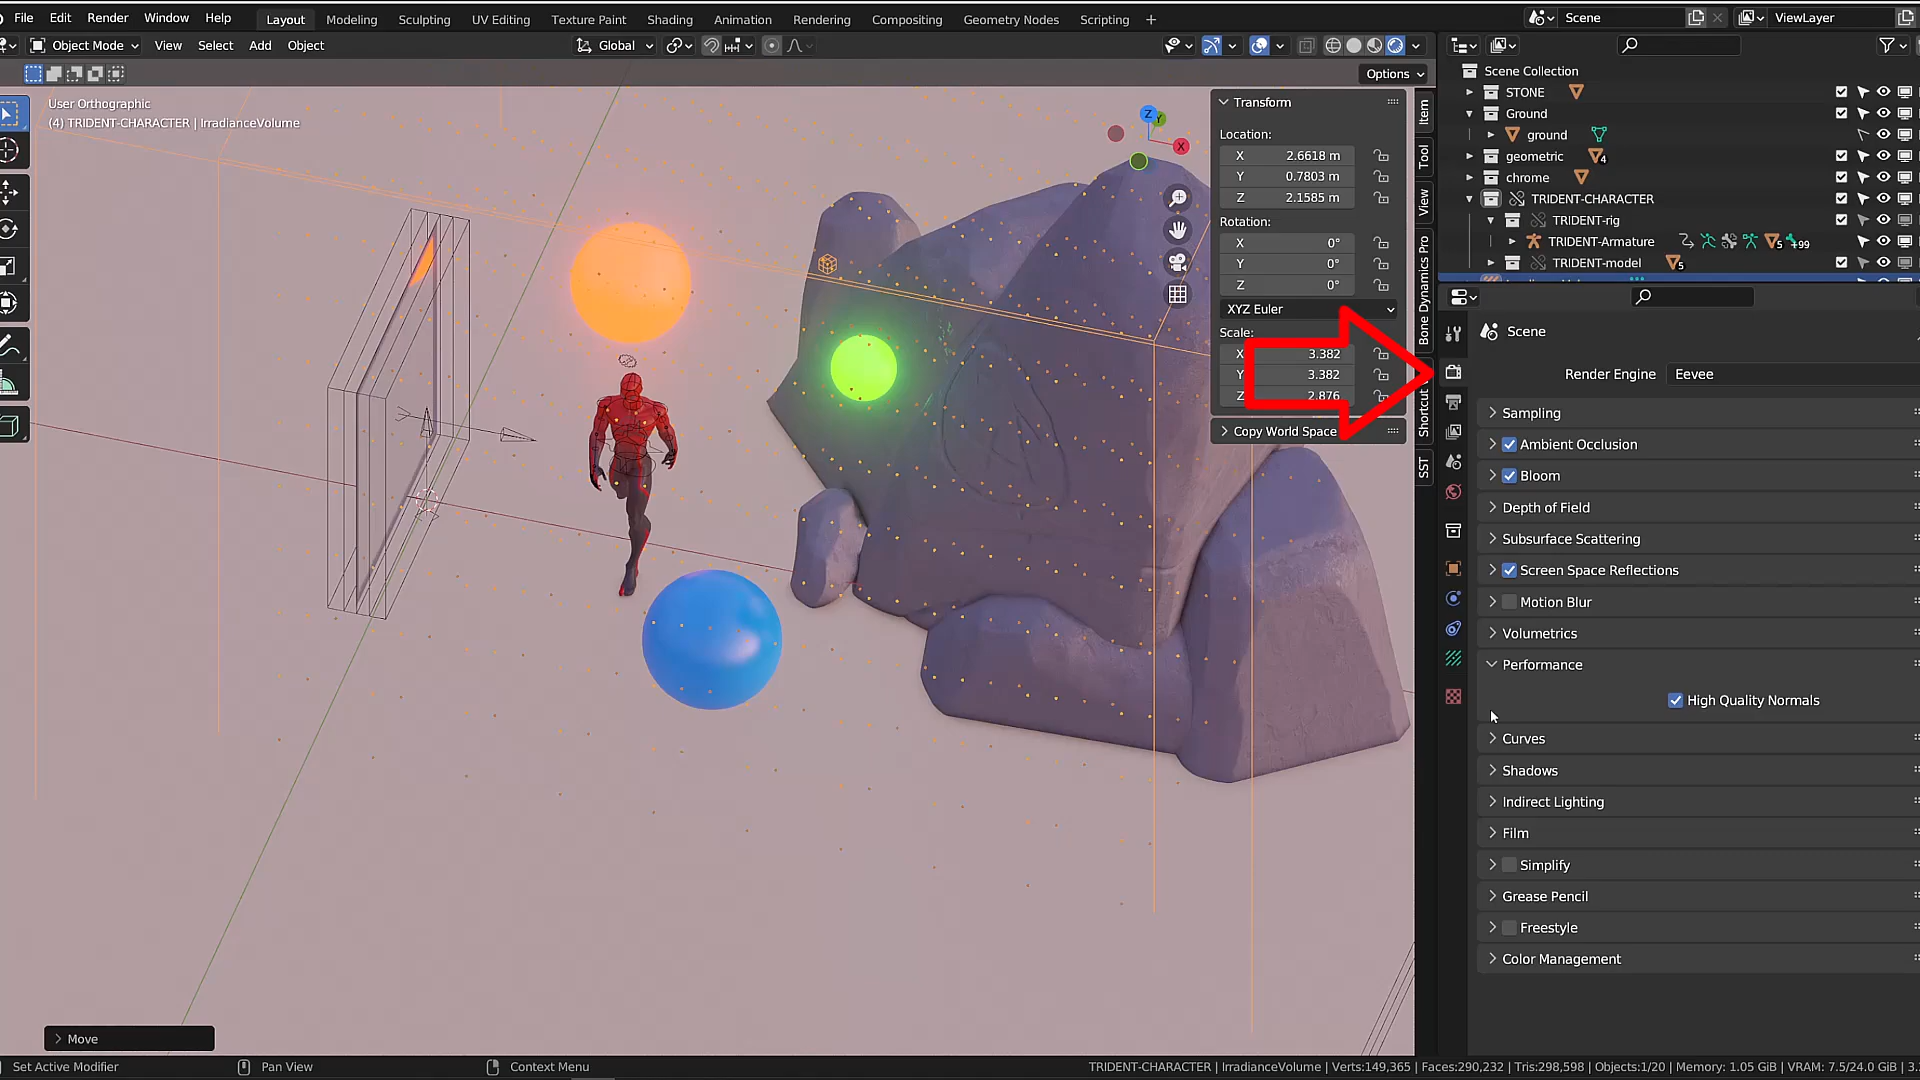 File Edit Render Window Help Layout Modeling Sculpting UV Editing Texture Paint Shading Animation Rendering Compositing Geometry Nodes Scripting + Scene ViewLayer
Object Mode View Select Add Object Global
Options
User Orthographic
(4) TRIDENT-CHARACTER | IrradianceVolume
Z
Y
X
Transform
Location:
X 2.6618 m
Y 0.7803 m
Z 2.1585 m
Rotation:
X 0°
Y 0°
Z 0°
XYZ Euler
Scale:
X 3.382
Y 3.382
Z 2.876
Copy World Space
Item
Tool
View
Bone Dynamics Pro
Shortcut
SST
Scene Collection
STONE
Ground
ground
geometric 4
chrome
TRIDENT-CHARACTER
TRIDENT-rig
TRIDENT-Armature 5 +99
TRIDENT-model 5
Scene
Render Engine Eevee
Sampling
Ambient Occlusion
Bloom
Depth of Field
Subsurface Scattering
Screen Space Reflections
Motion Blur
Volumetrics
Performance
High Quality Normals
Curves
Shadows
Indirect Lighting
Film
Simplify
Grease Pencil
Freestyle
Color Management
Move
Set Active Modifier Pan View Context Menu TRIDENT-CHARACTER | IrradianceVolume | Verts:149,365 | Faces:290,232 | Tris:298,598 | Objects:1/20 | Memory: 1.05 GiB | VRAM: 7.5/24.0 GiB | 3.